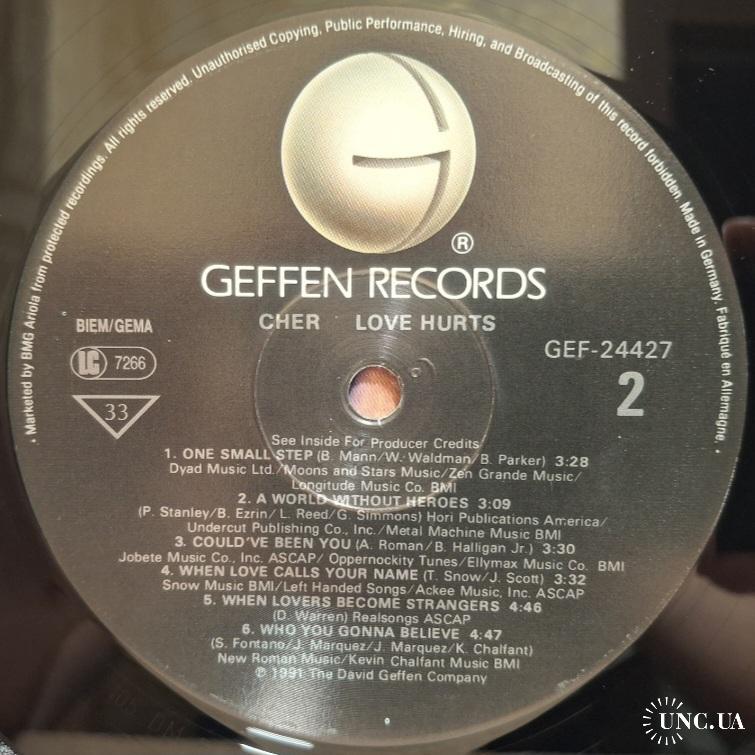 Marketed by BMG Ariola from protected recordings. All rights reserved. Unauthorised Copying, Public Performance, Hiring, and Broadcasting of this record forbidden. Made in Germany. Fabriqué en Allemagne.
®
GEFFEN RECORDS
CHER LOVE HURTS
BIEM/GEMA
GEF-24427
LC 7266
2
33
See Inside For Producer Credits
1. ONE SMALL STEP (B. Mann/W. Waldman/B. Parker) 3:28
Dyad Music Ltd./Moons and Stars Music/Zen Grande Music/
Longitude Music Co. BMI
2. A WORLD WITHOUT HEROES 3:09
(P. Stanley/B. Ezrin/L. Reed/G. Simmons) Hori Publications America/
Undercut Publishing Co., Inc./Metal Machine Music BMI
3. COULD'VE BEEN YOU (A. Roman/B. Halligan Jr.) 3:30
Jobete Music Co., Inc. ASCAP/Oppernockity Tunes/Ellymax Music Co. BMI
4. WHEN LOVE CALLS YOUR NAME (T. Snow/J. Scott) 3:32
Snow Music BMI/Left Handed Songs/Ackee Music, Inc. ASCAP
5. WHEN LOVERS BECOME STRANGERS 4:46
(D. Warren) Realsongs ASCAP
6. WHO YOU GONNA BELIEVE 4:47
(S. Fontano/J. Marquez/J. Marquez/K. Chalfant)
New Roman Music/Kevin Chalfant Music BMI
℗ 1991 The David Geffen Company
UNC.UA